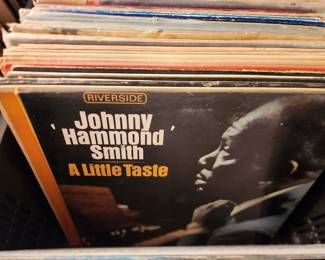 RIVERSIDE
Johnny
'Hammond'
Smith
A Little Taste